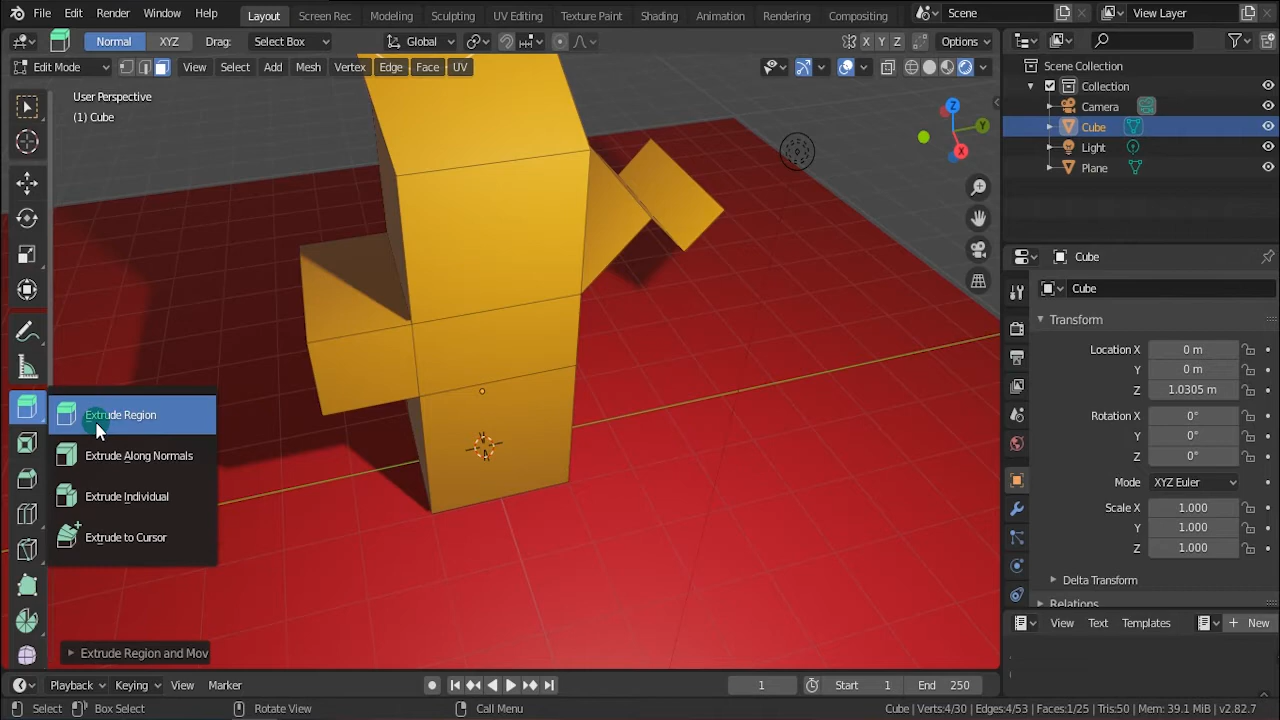 File Edit Render Window Help Layout Screen Rec Modeling Sculpting UV Editing Texture Paint Shading Animation Rendering Compositing Scene View Layer
Normal XYZ Drag: Select Box Global X Y Z Options
Edit Mode View Select Add Mesh Vertex Edge Face UV
User Perspective
(1) Cube
Scene Collection
Collection
Camera
Cube
Light
Plane
Z
Y
X
Cube
Cube
Transform
Location X 0 m
Y 0 m
Z 1.0305 m
Rotation X 0°
Y 0°
Z 0°
Mode XYZ Euler
Scale X 1.000
Y 1.000
Z 1.000
Delta Transform
Relations
Extrude Region
Extrude Along Normals
Extrude Individual
Extrude to Cursor
Extrude Region and Mov
View Text Templates New
Playback Keying View Marker 1 Start 1 End 250
Select Box Select Rotate View Call Menu Cube | Verts:4/30 | Edges:4/53 | Faces:1/25 | Tris:50 | Mem: 39.1 MiB | v2.82.7